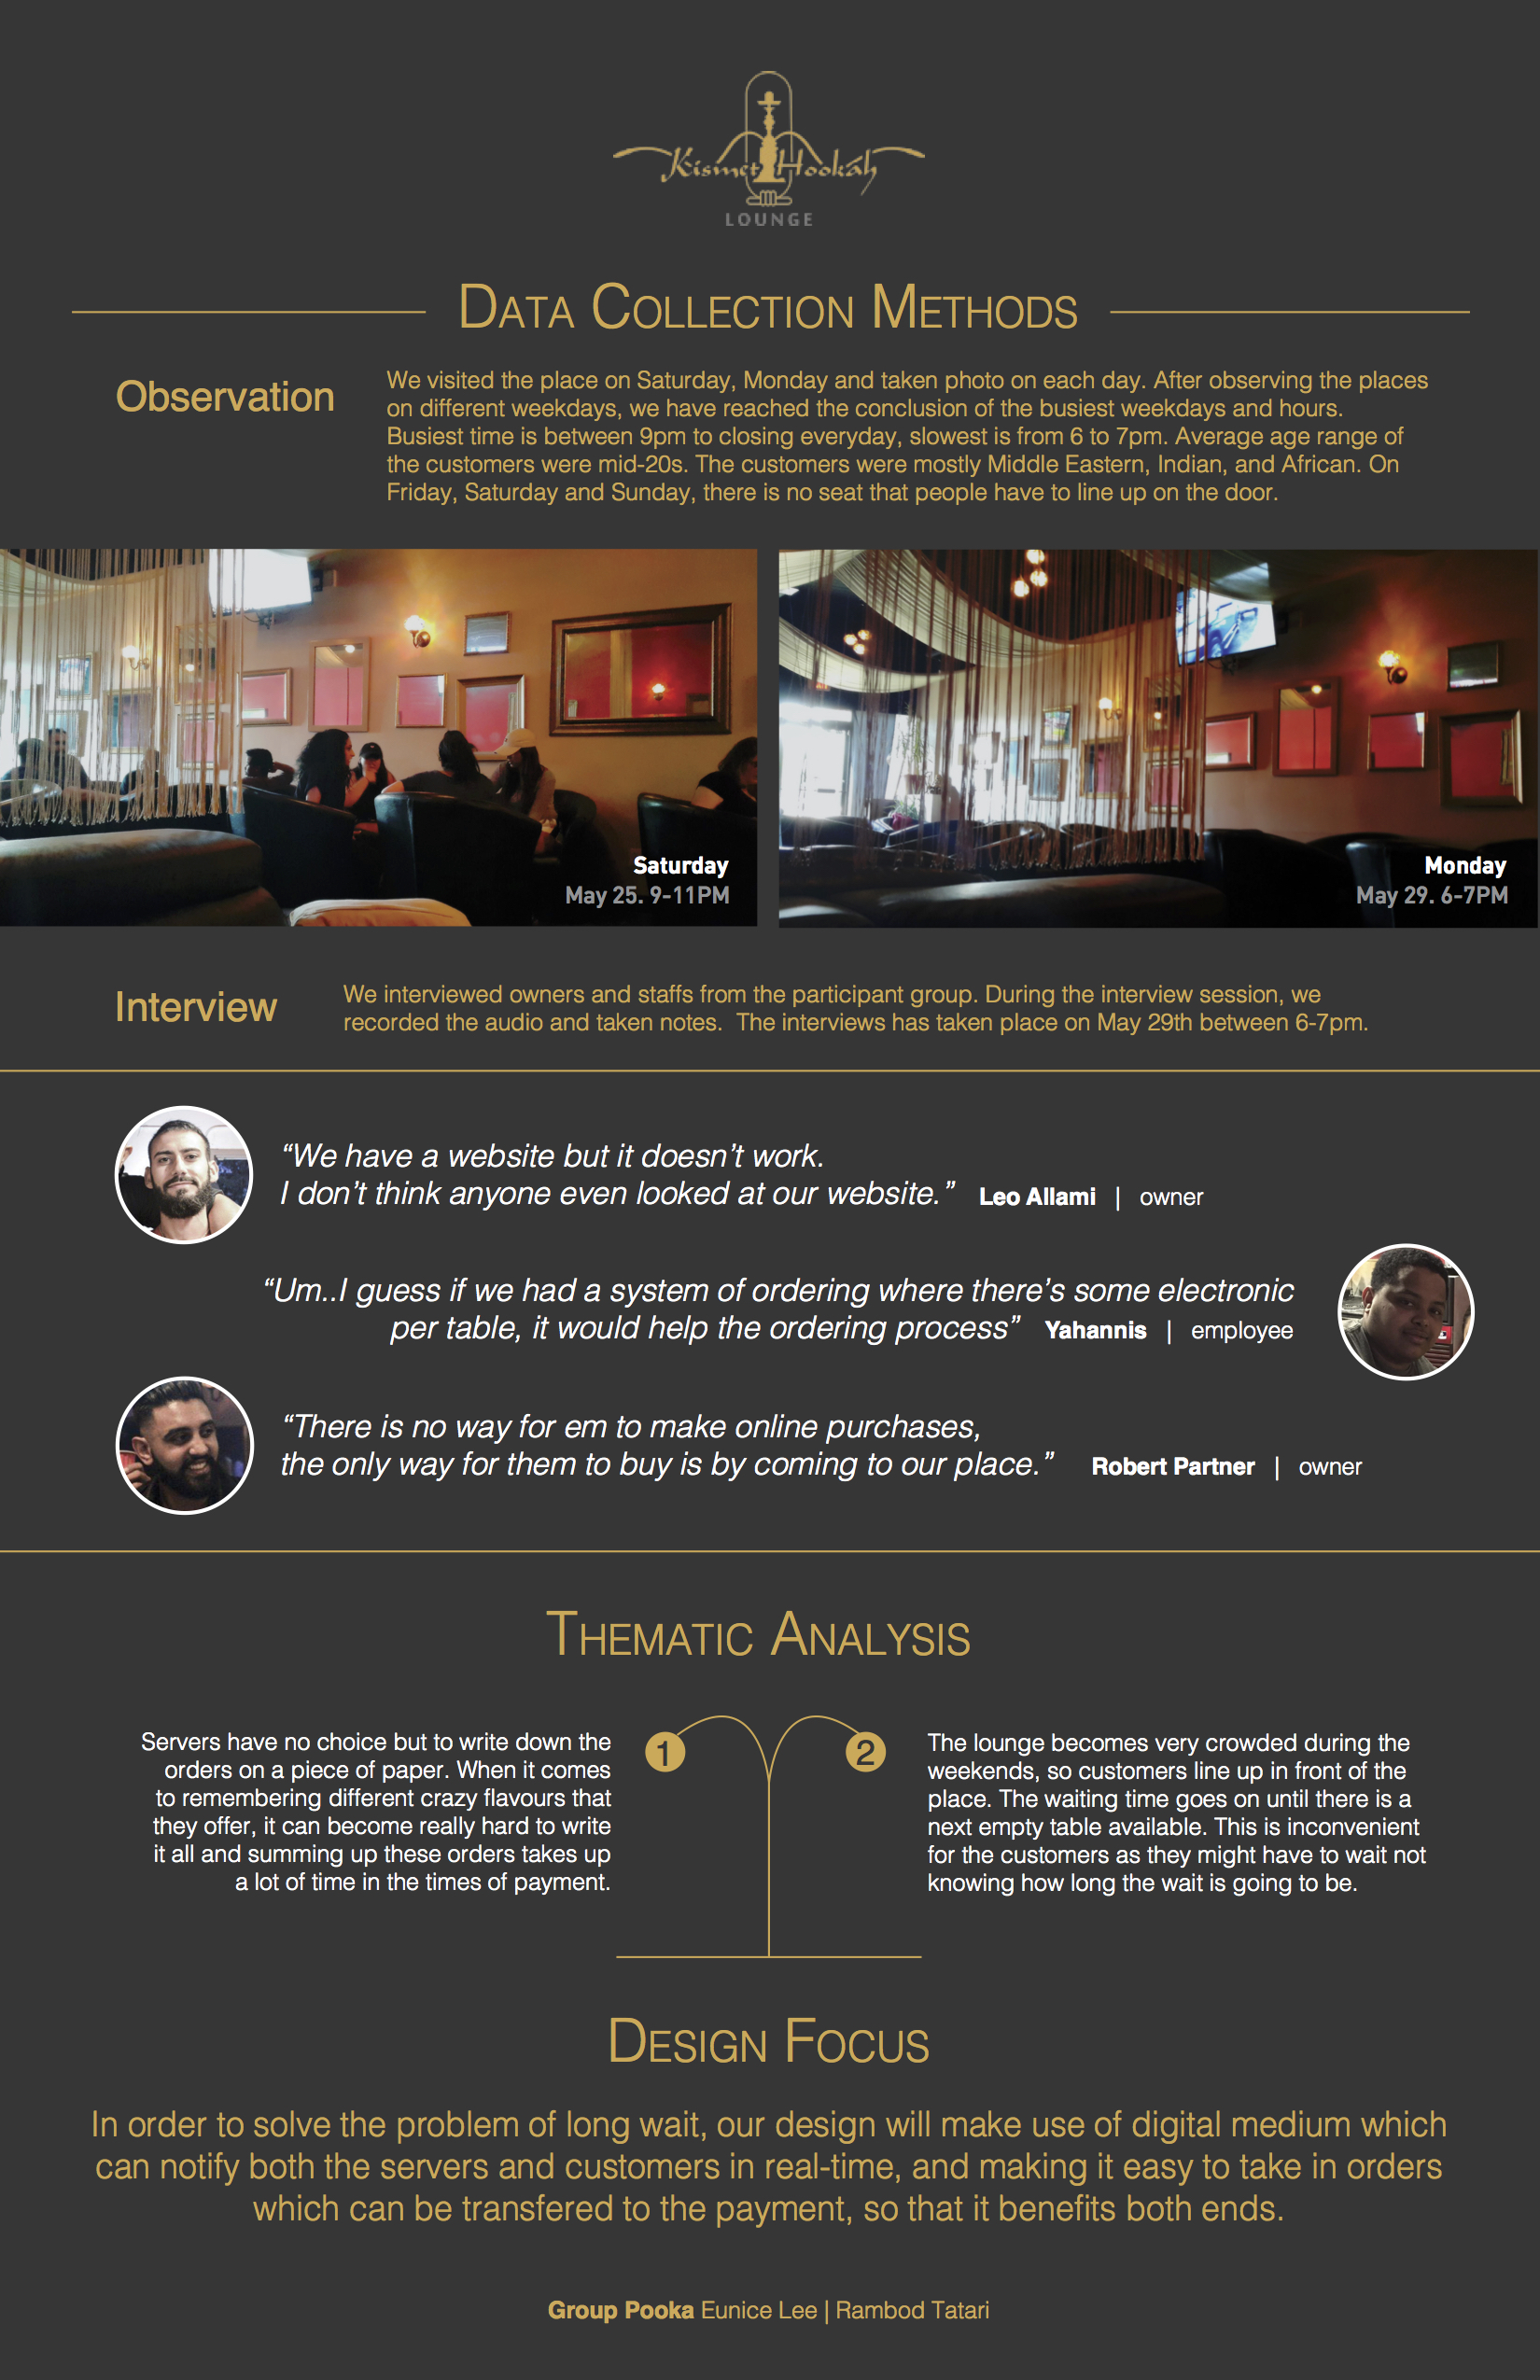 Kismet Hookah
LOUNGE
DATA COLLECTION METHODS
Observation
We visited the place on Saturday, Monday and taken photo on each day. After observing the places
on different weekdays, we have reached the conclusion of the busiest weekdays and hours.
Busiest time is between 9pm to closing everyday, slowest is from 6 to 7pm. Average age range of
the customers were mid-20s. The customers were mostly Middle Eastern, Indian, and African. On
Friday, Saturday and Sunday, there is no seat that people have to line up on the door.
Saturday
May 25. 9-11PM
Monday
May 29. 6-7PM
Interview
We interviewed owners and staffs from the participant group. During the interview session, we
recorded the audio and taken notes.  The interviews has taken place on May 29th between 6-7pm.
“We have a website but it doesn’t work.
I don’t think anyone even looked at our website.” Leo Allami | owner
“Um..I guess if we had a system of ordering where there’s some electronic
per table, it would help the ordering process” Yahannis | employee
“There is no way for em to make online purchases,
the only way for them to buy is by coming to our place.” Robert Partner | owner
THEMATIC ANALYSIS
1
Servers have no choice but to write down the
orders on a piece of paper. When it comes
to remembering different crazy flavours that
they offer, it can become really hard to write
it all and summing up these orders takes up
a lot of time in the times of payment.
2
The lounge becomes very crowded during the
weekends, so customers line up in front of the
place. The waiting time goes on until there is a
next empty table available. This is inconvenient
for the customers as they might have to wait not
knowing how long the wait is going to be.
DESIGN FOCUS
In order to solve the problem of long wait, our design will make use of digital medium which
can notify both the servers and customers in real-time, and making it easy to take in orders
which can be transfered to the payment, so that it benefits both ends.
Group Pooka Eunice Lee | Rambod Tatari